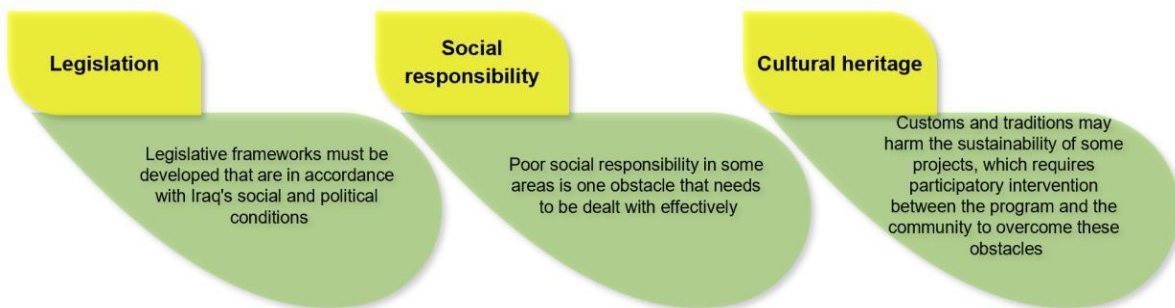 Legislation
Legislative frameworks must be
developed that are in accordance
with Iraq's social and political
conditions
Social
responsibility
Poor social responsibility in some
areas is one obstacle that needs
to be dealt with effectively
Cultural heritage
Customs and traditions may
harm the sustainability of some
projects, which requires
participatory intervention
between the program and the
community to overcome these
obstacles